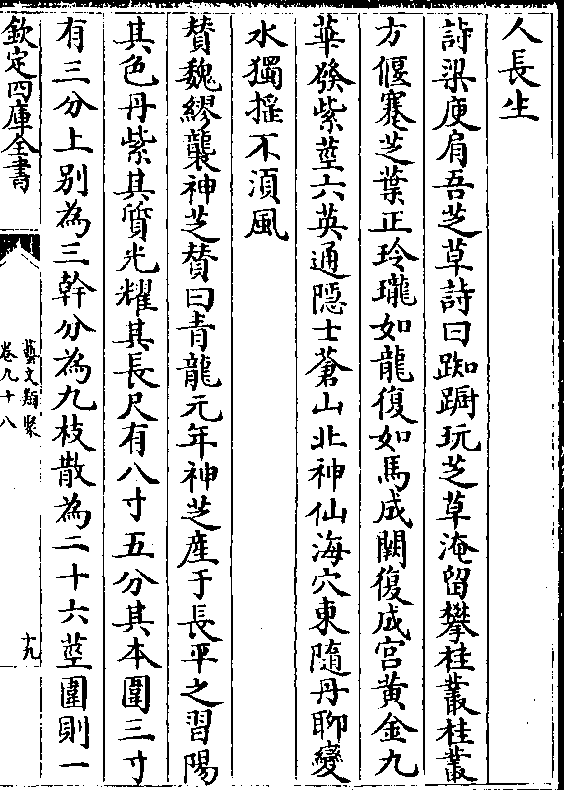 人長生
詩梁庾肩吾芝草詩曰踟蹰玩芝草淹留攀桂叢桂叢
方偃蹇芝葉正玲瓏如龍復如馬成闕復成宮黃金九
華發紫莖六英通隱士蒼山北神仙海穴東隨丹聊變
水獨揺不湏風
賛魏繆襲神芝賛曰青龍元年神芝産于長平之習陽
其色丹紫其質光耀其長尺有八寸五分其本圍三寸
有三分上别為三幹分為九枝散為二十六莖圍則一
欽定四庫全書
藝文類聚
卷九十八
十九